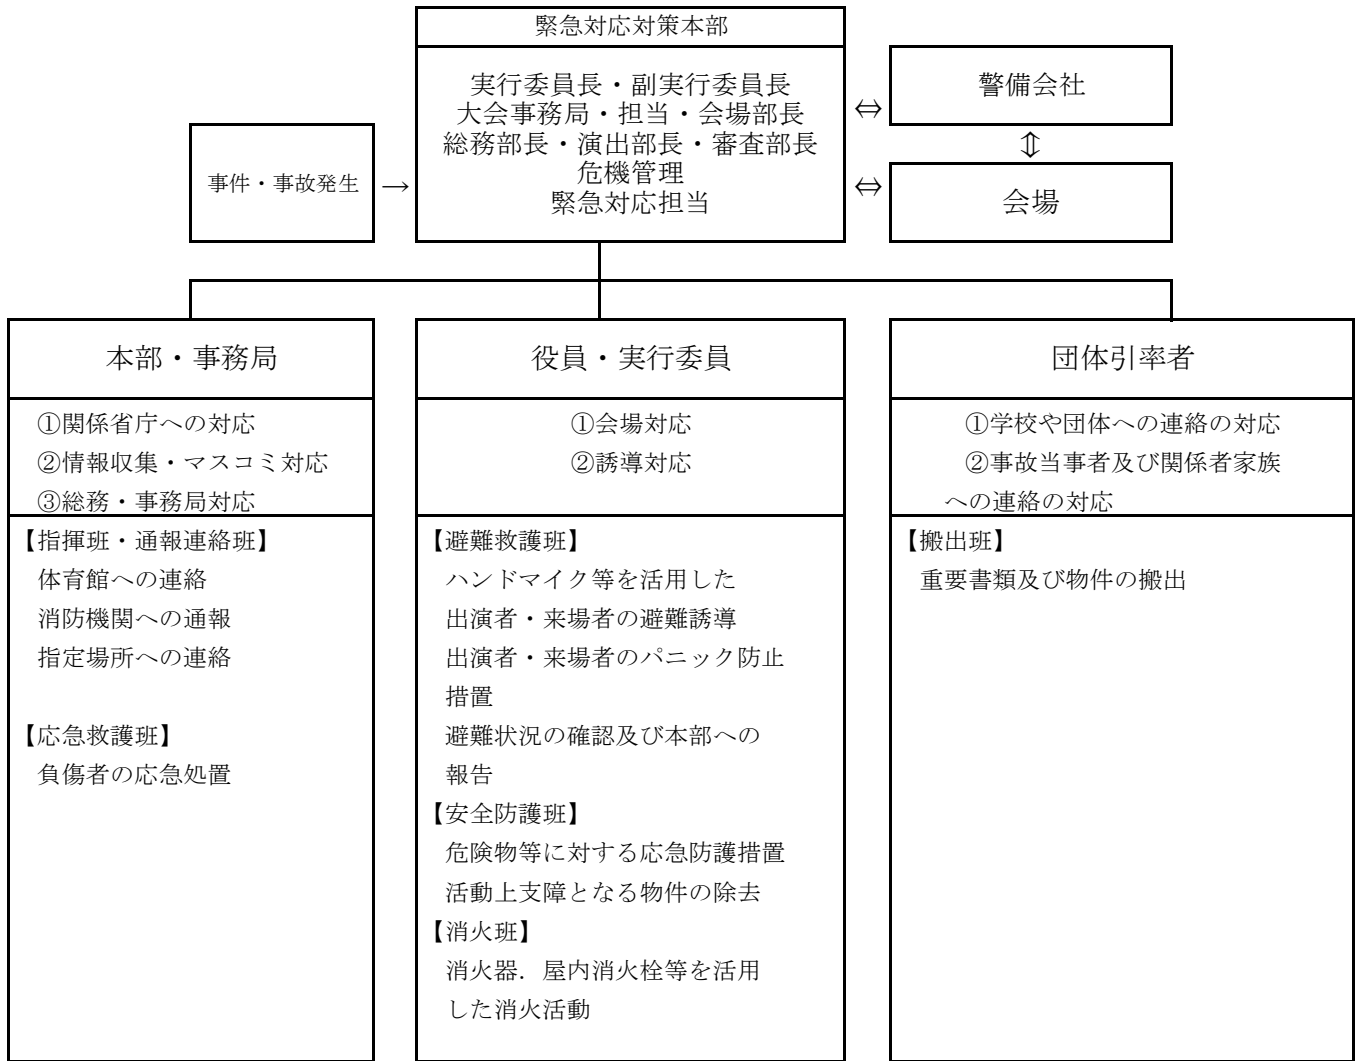 緊急対応対策本部
実行委員長・副実行委員長
大会事務局・担当・会場部長
総務部長・演出部長・審査部長
危機管理
緊急対応担当
事件・事故発生
→
⇔
警備会社
⇕
⇔
会場
本部・事務局
①関係省庁への対応
②情報収集・マスコミ対応
③総務・事務局対応
【指揮班・通報連絡班】
体育館への連絡
消防機関への通報
指定場所への連絡
【応急救護班】
負傷者の応急処置
役員・実行委員
①会場対応
②誘導対応
【避難救護班】
ハンドマイク等を活用した
出演者・来場者の避難誘導
出演者・来場者のパニック防止
措置
避難状況の確認及び本部への
報告
【安全防護班】
危険物等に対する応急防護措置
活動上支障となる物件の除去
【消火班】
消火器．屋内消火栓等を活用
した消火活動
団体引率者
①学校や団体への連絡の対応
②事故当事者及び関係者家族
への連絡の対応
【搬出班】
重要書類及び物件の搬出